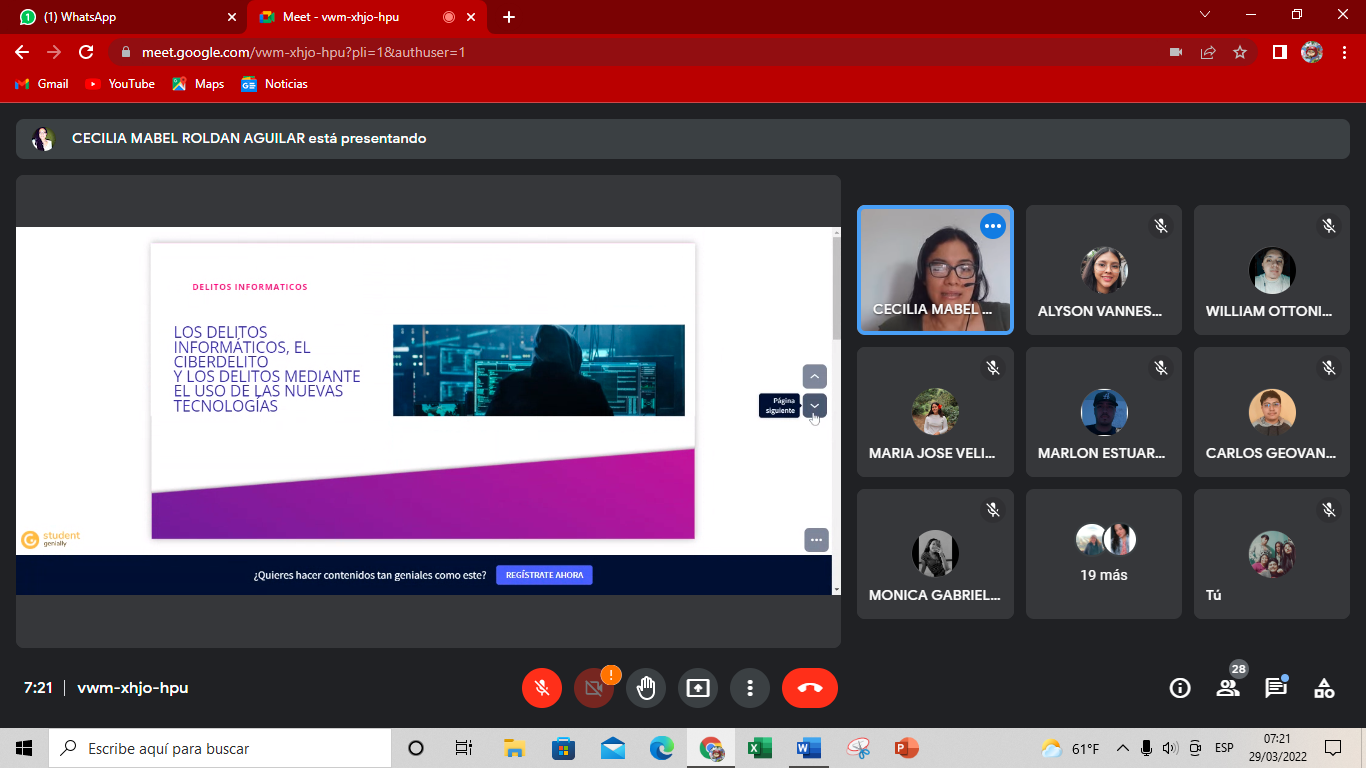 (1) WhatsApp
Meet - vwm-xhjo-hpu
meet.google.com/vwm-xhjo-hpu?pli=1&authuser=1
Gmail
YouTube
Maps
Noticias
CECILIA MABEL ROLDAN AGUILAR está presentando
DELITOS INFORMATICOS
LOS DELITOS
INFORMÁTICOS, EL
CIBERDELITO
Y LOS DELITOS MEDIANTE
EL USO DE LAS NUEVAS
TECNOLOGÍAS
Página
siguiente
student
genially
¿Quieres hacer contenidos tan geniales como este?
REGÍSTRATE AHORA
CECILIA MABEL ...
ALYSON VANNES...
WILLIAM OTTONI...
MARIA JOSE VELI...
MARLON ESTUAR...
CARLOS GEOVAN...
MONICA GABRIEL...
19 más
Tú
7:21
vwm-xhjo-hpu
28
Escribe aquí para buscar
61°F
ESP
07:21
29/03/2022